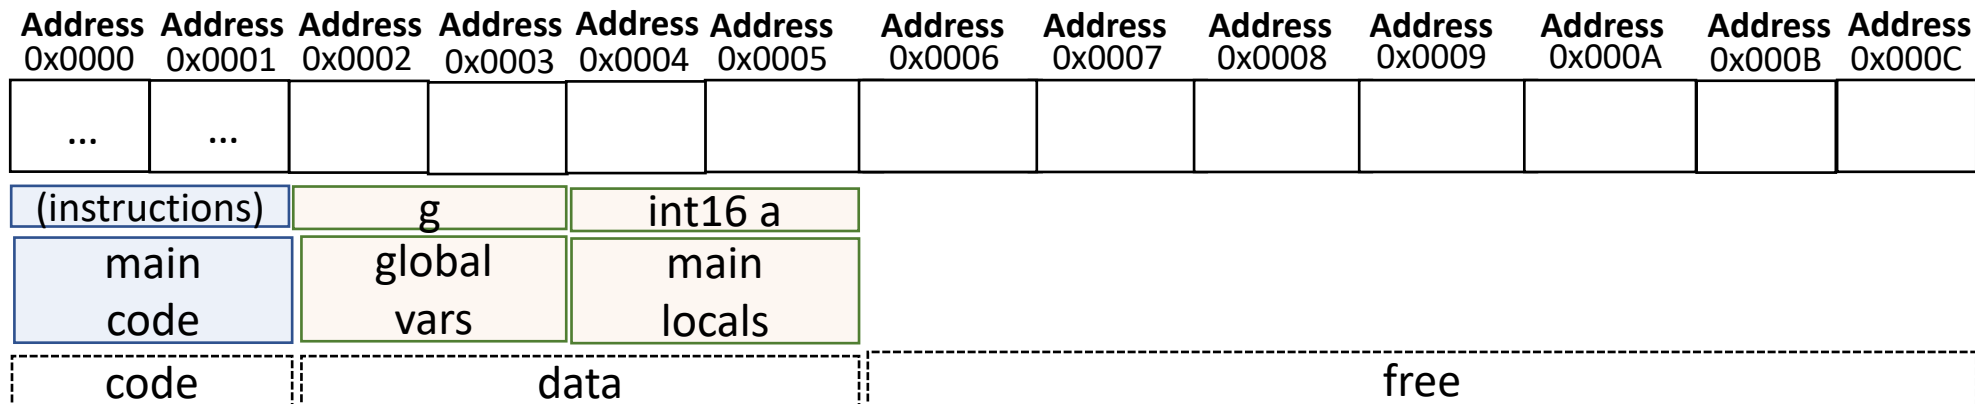 Address Address Address Address Address Address Address Address Address Address Address Address Address
0x0000 0x0001 0x0002 0x0003 0x0004 0x0005 0x0006 0x0007 0x0008 0x0009 0x000A 0x000B 0x000C
... ...
(instructions) g int16 a
main global main
code vars locals
code data free